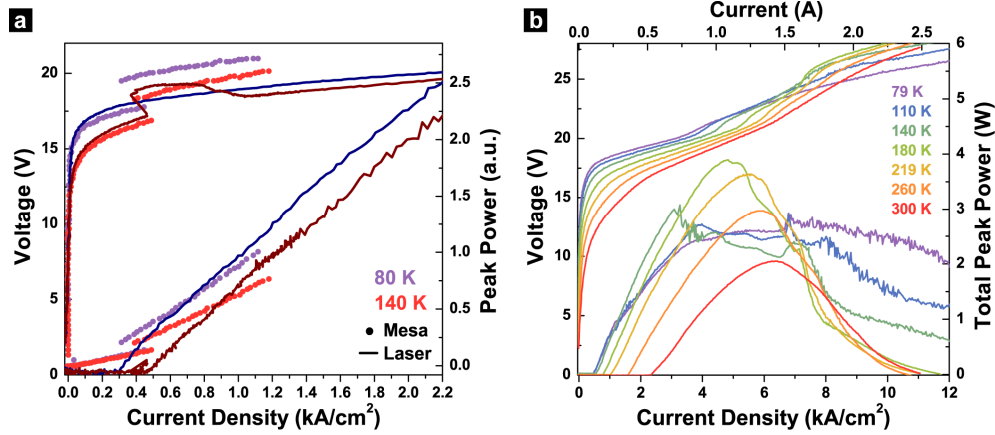 a
20
15
10
5
0
Voltage (V)
0.0 0.2 0.4 0.6 0.8 1.0 1.2 1.4 1.6 1.8 2.0 2.2
Current Density (kA/cm2)
2.5
2.0
1.5
1.0
0.5
0.0
Peak Power (a.u.)
80 K
140 K
Mesa
Laser
b
Current (A)
0.0 0.5 1.0 1.5 2.0 2.5
25
20
15
10
5
0
Voltage (V)
0 2 4 6 8 10 12
Current Density (kA/cm2)
6
5
4
3
2
1
0
Total Peak Power (W)
79 K
110 K
140 K
180 K
219 K
260 K
300 K